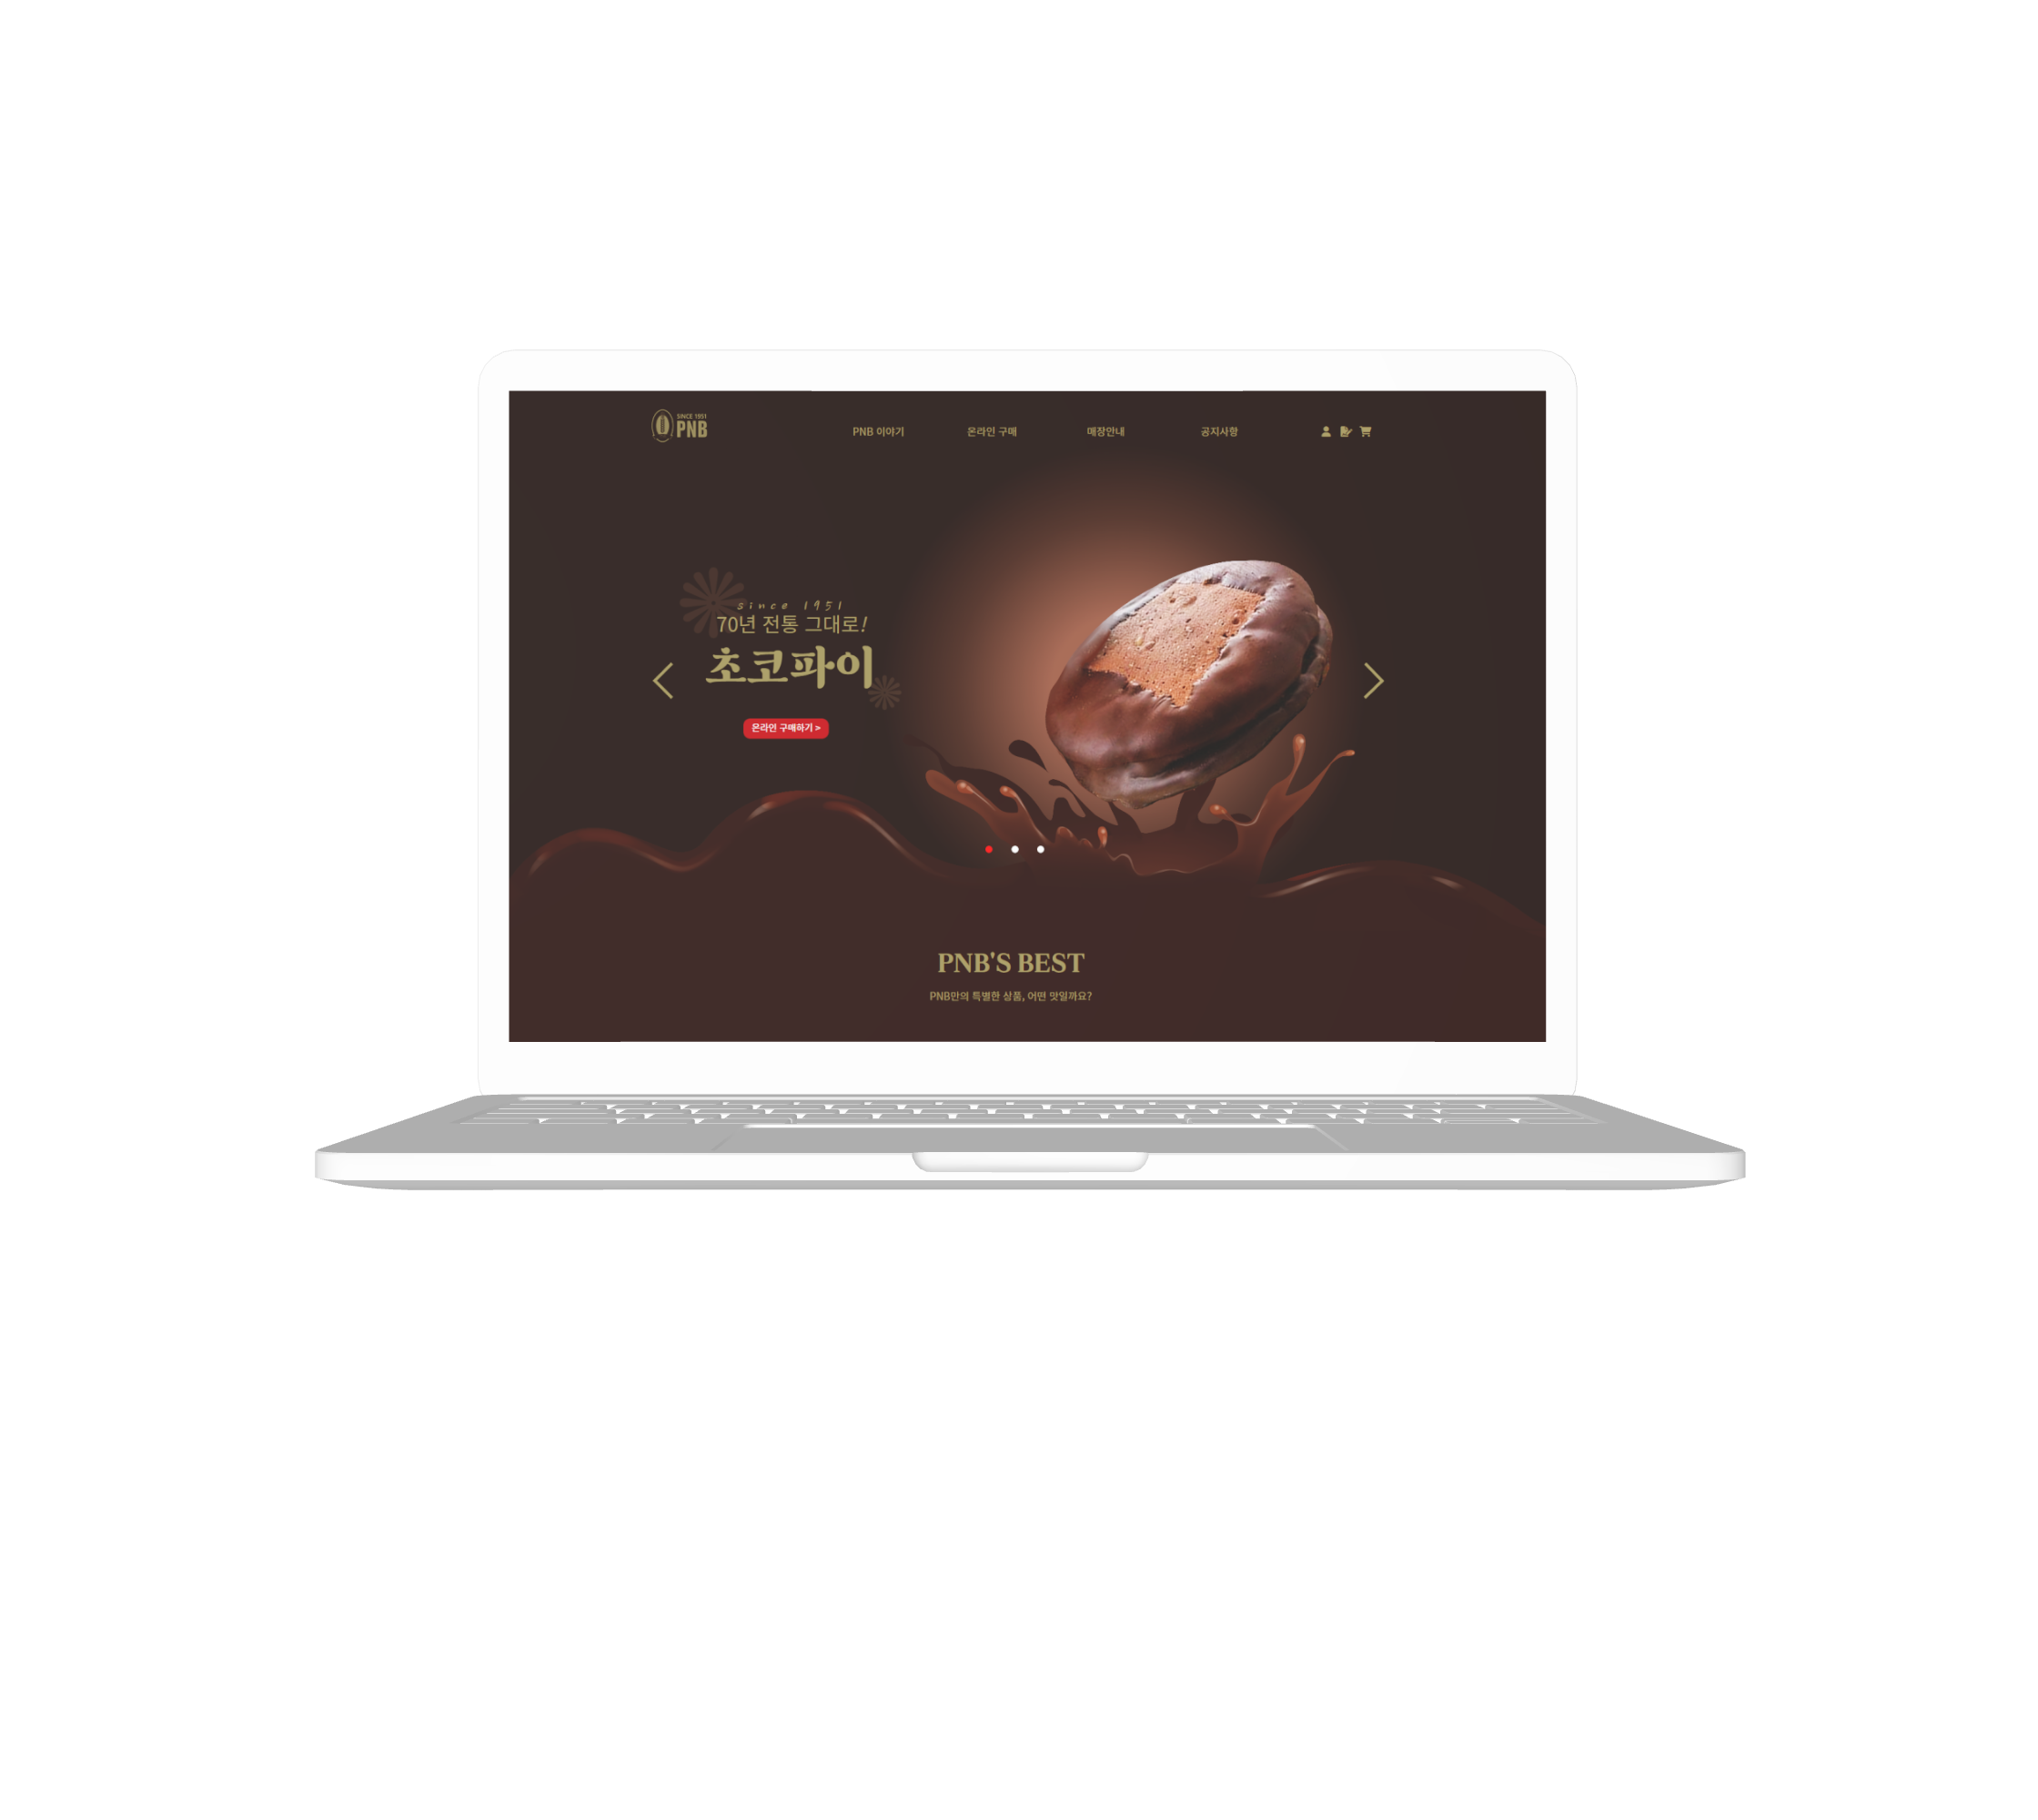 SINCE 1951
PNB
PNB 이야기
온라인 구매
매장안내
공지사항
since 1951
70년 전통 그대로!
초코파이
온라인 구매하기 >
PNB'S BEST
PNB만의 특별한 상품, 어떤 맛일까요?